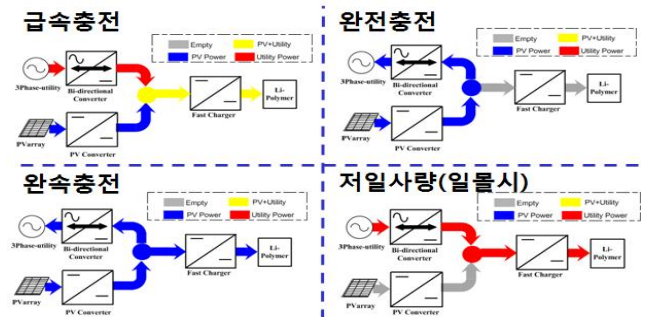 급속충전
Empty
PV+Utility
PV Power
Utility Power
3Phase-utility
Bi-directional
Converter
Fast Charger
Li-
Polymer
PVarray
PV Converter
완전충전
Empty
PV+Utility
PV Power
Utility Power
3Phase-utility
Bi-directional
Converter
Fast Charger
Li-
Polymer
PVarray
PV Converter
완속충전
Empty
PV+Utility
PV Power
Utility Power
3Phase-utility
Bi-directional
Converter
Fast Charger
Li-
Polymer
PVarray
PV Converter
저일사량(일몰시)
Empty
PV+Utility
PV Power
Utility Power
3Phase-utility
Bi-directional
Converter
Fast Charger
Li-
Polymer
PVarray
PV Converter